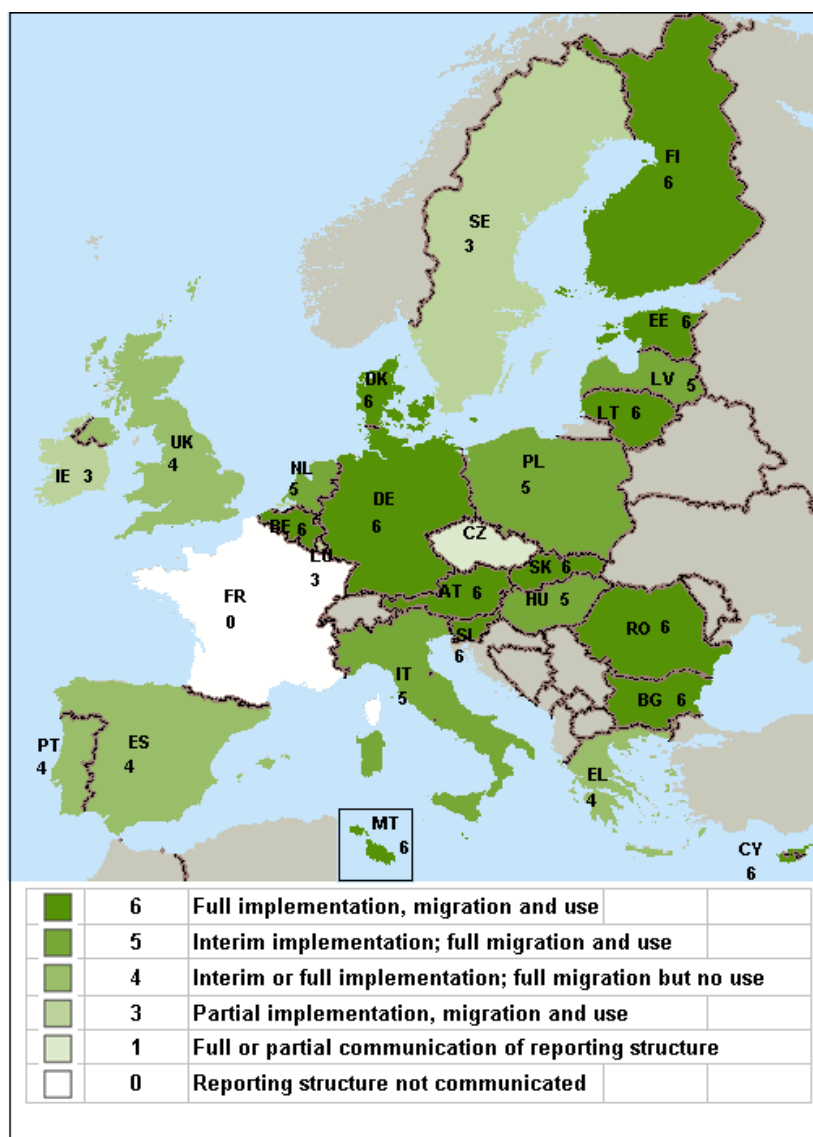 FI
6
SE
3
EE 6
LV 5
LT 6
DK
6
UK
4
IE 3
NL
5
PL
5
DE
6
BE 6
CZ
LU
3
SK 6
FR
0
AT 6
HU 5
SI
6
RO 6
IT
5
BG 6
PT
4
ES
4
EL
4
MT
6
CY
6
6 Full implementation, migration and use
5 Interim implementation; full migration and use
4 Interim or full implementation; full migration but no use
3 Partial implementation, migration and use
1 Full or partial communication of reporting structure
0 Reporting structure not communicated